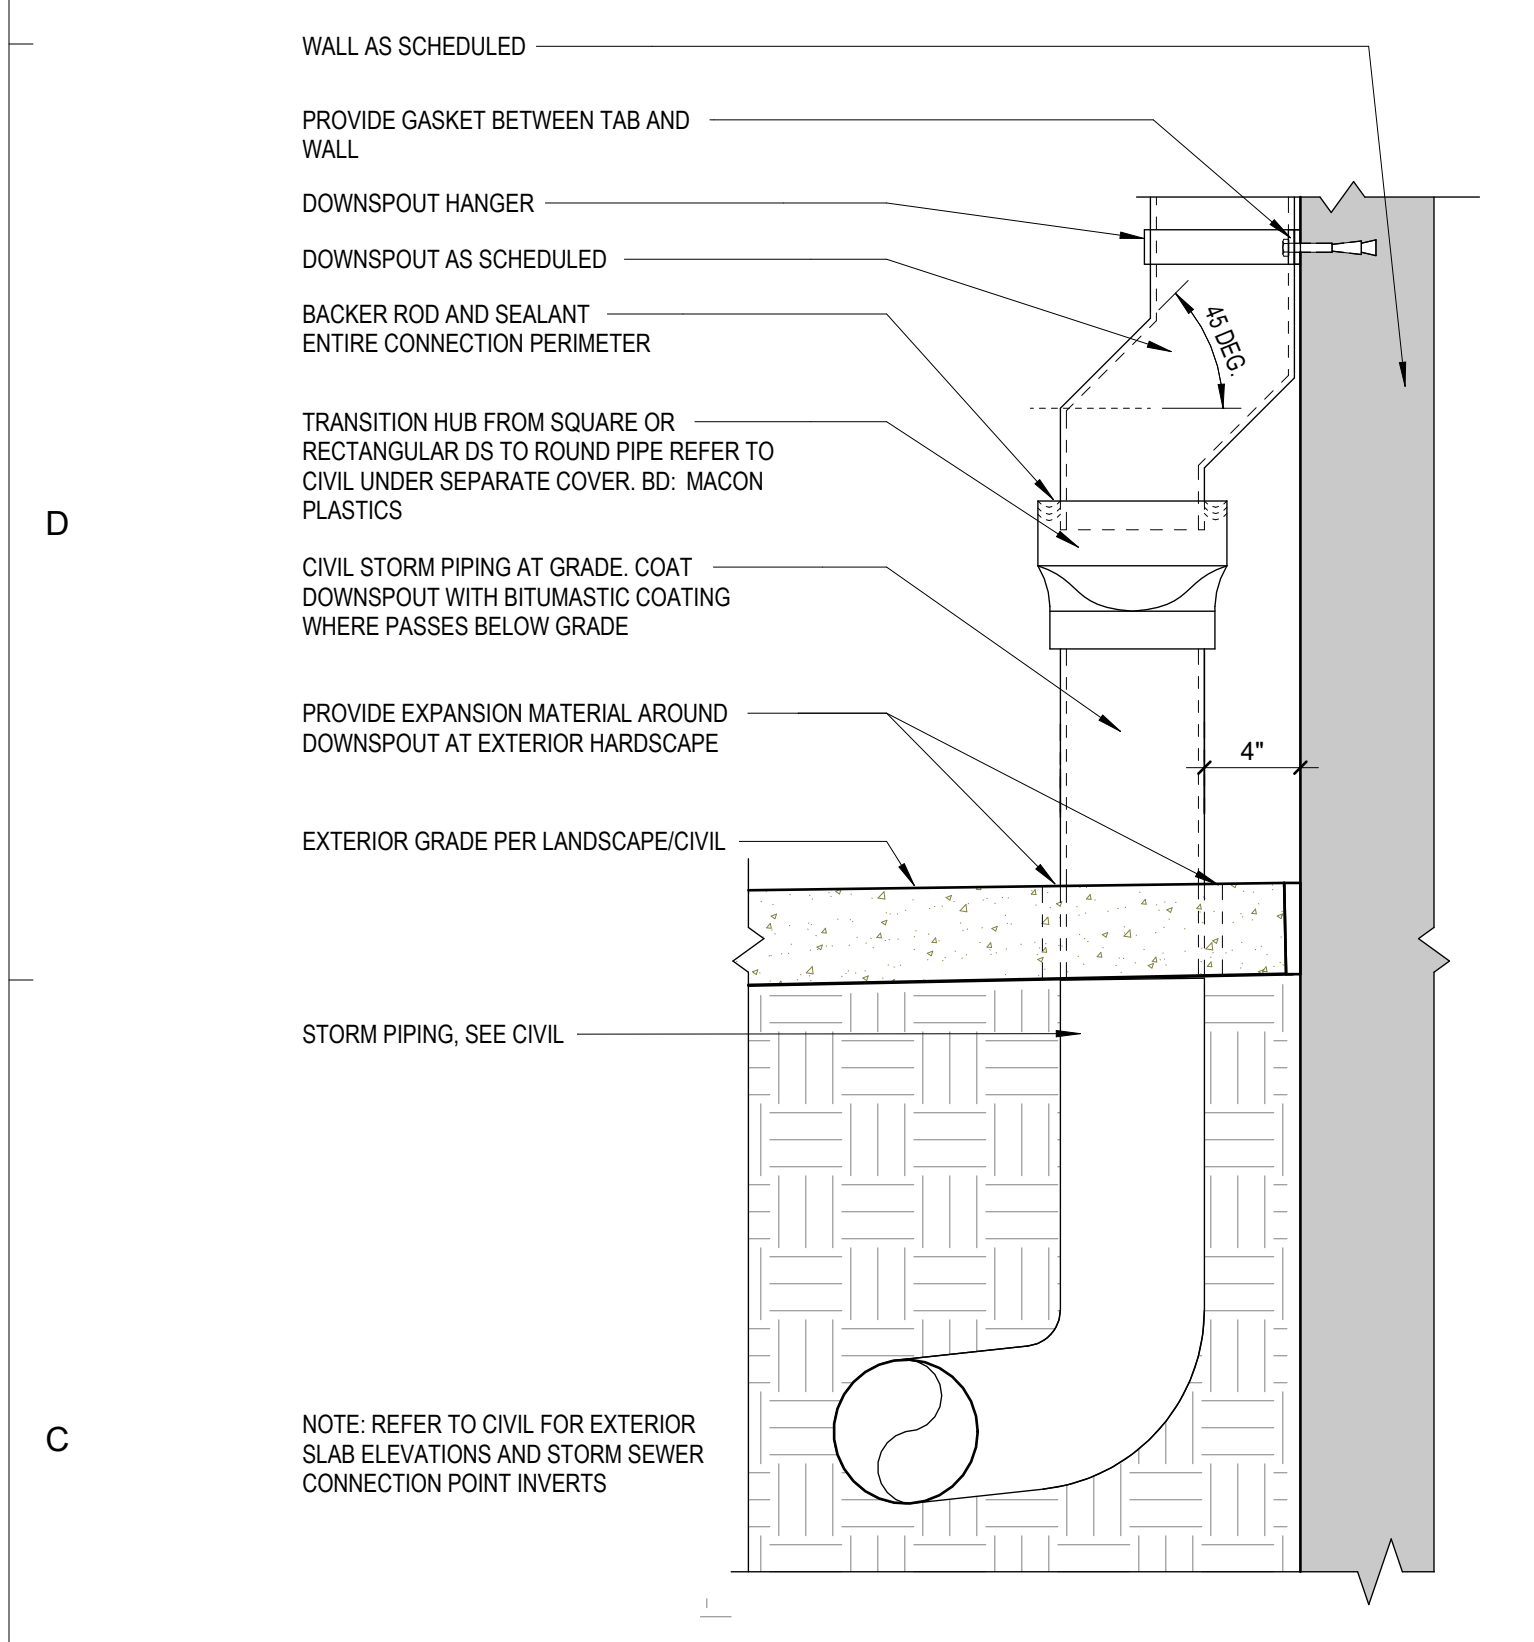 WALL AS SCHEDULED
PROVIDE GASKET BETWEEN TAB AND
WALL
DOWNSPOUT HANGER
DOWNSPOUT AS SCHEDULED
BACKER ROD AND SEALANT
ENTIRE CONNECTION PERIMETER
45 DEG.
TRANSITION HUB FROM SQUARE OR
RECTANGULAR DS TO ROUND PIPE REFER TO
CIVIL UNDER SEPARATE COVER. BD: MACON
PLASTICS
D
CIVIL STORM PIPING AT GRADE. COAT
DOWNSPOUT WITH BITUMASTIC COATING
WHERE PASSES BELOW GRADE
PROVIDE EXPANSION MATERIAL AROUND
DOWNSPOUT AT EXTERIOR HARDSCAPE
4"
EXTERIOR GRADE PER LANDSCAPE/CIVIL
STORM PIPING, SEE CIVIL
C
NOTE: REFER TO CIVIL FOR EXTERIOR
SLAB ELEVATIONS AND STORM SEWER
CONNECTION POINT INVERTS